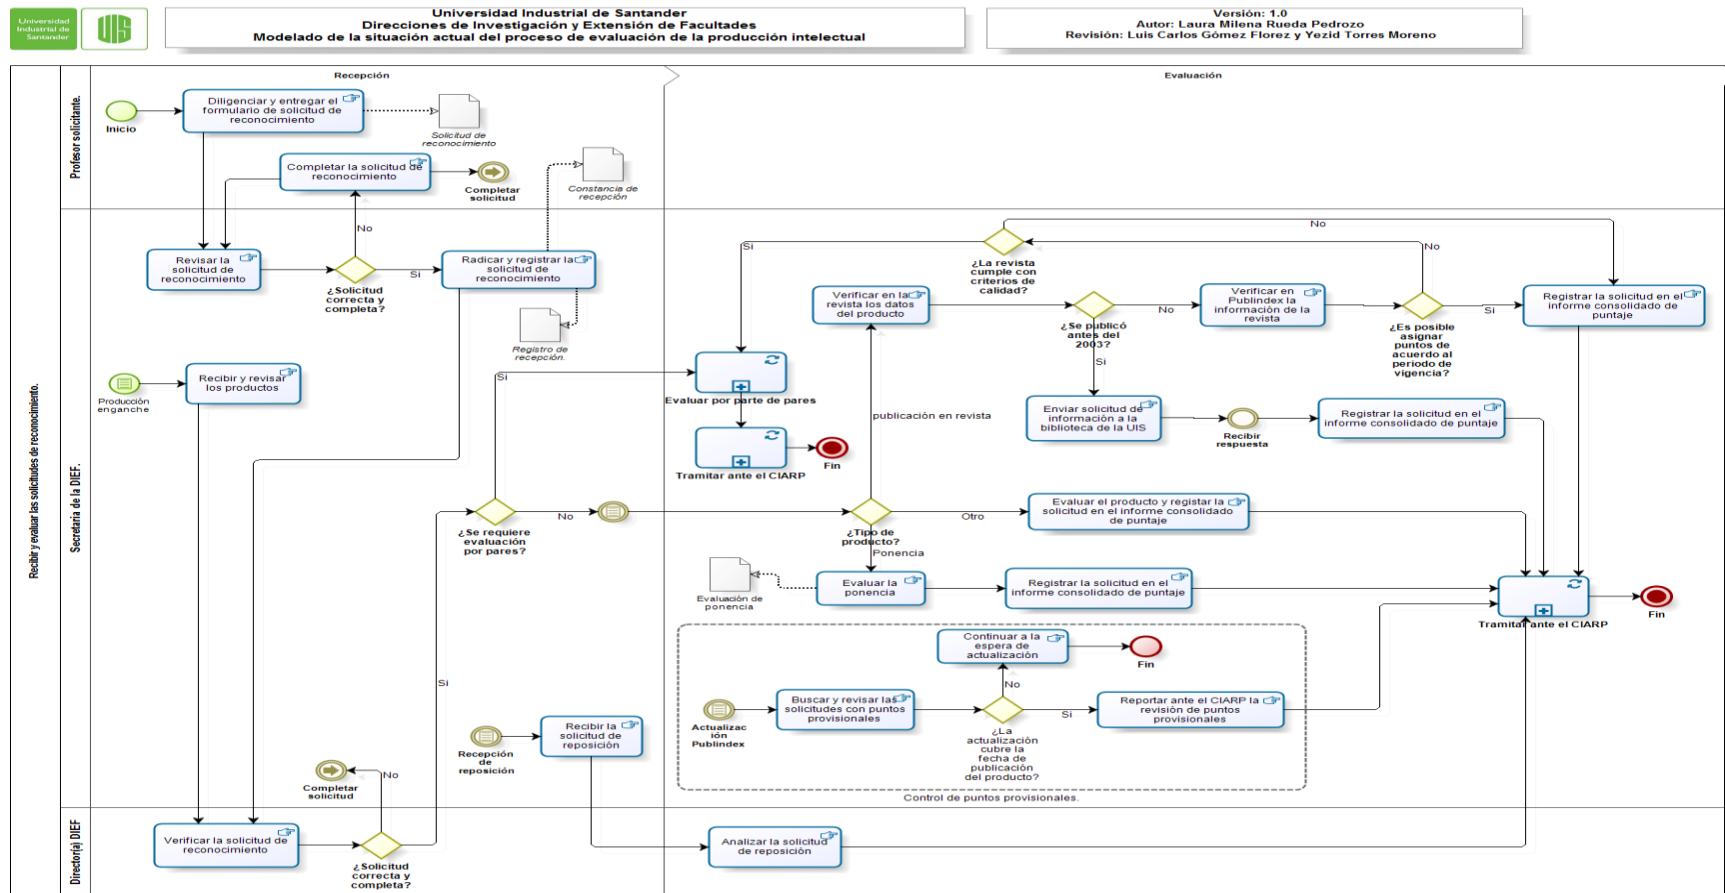 Universidad
Industrial de
Santander
UIS
Universidad Industrial de Santander
Direcciones de Investigación y Extensión de Facultades
Modelado de la situación actual del proceso de evaluación de la producción intelectual
Versión: 1.0
Autor: Laura Milena Rueda Pedrozo
Revisión: Luis Carlos Gómez Florez y Yezid Torres Moreno
Recibir y evaluar las solicitudes de reconocimiento.
Recepción
Evaluación
Profesor solicitante.
Inicio
Diligenciar y entregar el
formulario de solicitud de
reconocimiento
Solicitud de
reconocimiento
Completar la solicitud de
reconocimiento
Completar
solicitud
Constancia de
recepción
Secretaria de la DIEF.
No
Revisar la
solicitud de
reconocimiento
¿Solicitud
correcta y
completa?
Si
Radicar y registrar la
solicitud de
reconocimiento
Registro de
recepción.
Producción
enganche
Recibir y revisar
los productos
Si
¿Se requiere
evaluación
por pares?
No
Si
Evaluar por parte de pares
Tramitar ante el CIARP
Fin
¿La revista
cumple con
criterios de
calidad?
No
No
Verificar en la
revista los datos
del producto
¿Se publicó
antes del
2003?
No
Si
Verificar en
Publindex la
información de la
revista
¿Es posible
asignar
puntos de
acuerdo al
periodo de
vigencia?
Si
Registrar la solicitud en el
informe consolidado de
puntaje
publicación en revista
Enviar solicitud de
información a la
biblioteca de la UIS
Recibir
respuesta
Registrar la solicitud en el
informe consolidado de puntaje
¿Tipo de
producto?
Otro
Evaluar el producto y registar la
solicitud en el informe consolidado
de puntaje
Ponencia
Evaluación de
ponencia
Evaluar la
ponencia
Registrar la solicitud en el
informe consolidado de puntaje
Tramitar ante el CIARP
Fin
Continuar a la
espera de
actualización
Fin
No
Actualizac
ión
Publindex
Buscar y revisar las
solicitudes con puntos
provisionales
¿La
actualización
cubre la
fecha de
publicación
del producto?
Si
Reportar ante el CIARP la
revisión de puntos
provisionales
Control de puntos provisionales.
Si
Recepción
de
reposición
Recibir la
solicitud de
reposición
Completar
solicitud
No
Director(a) DIEF
Verificar la solicitud de
reconocimiento
¿Solicitud
correcta y
completa?
Analizar la solicitud
de reposición